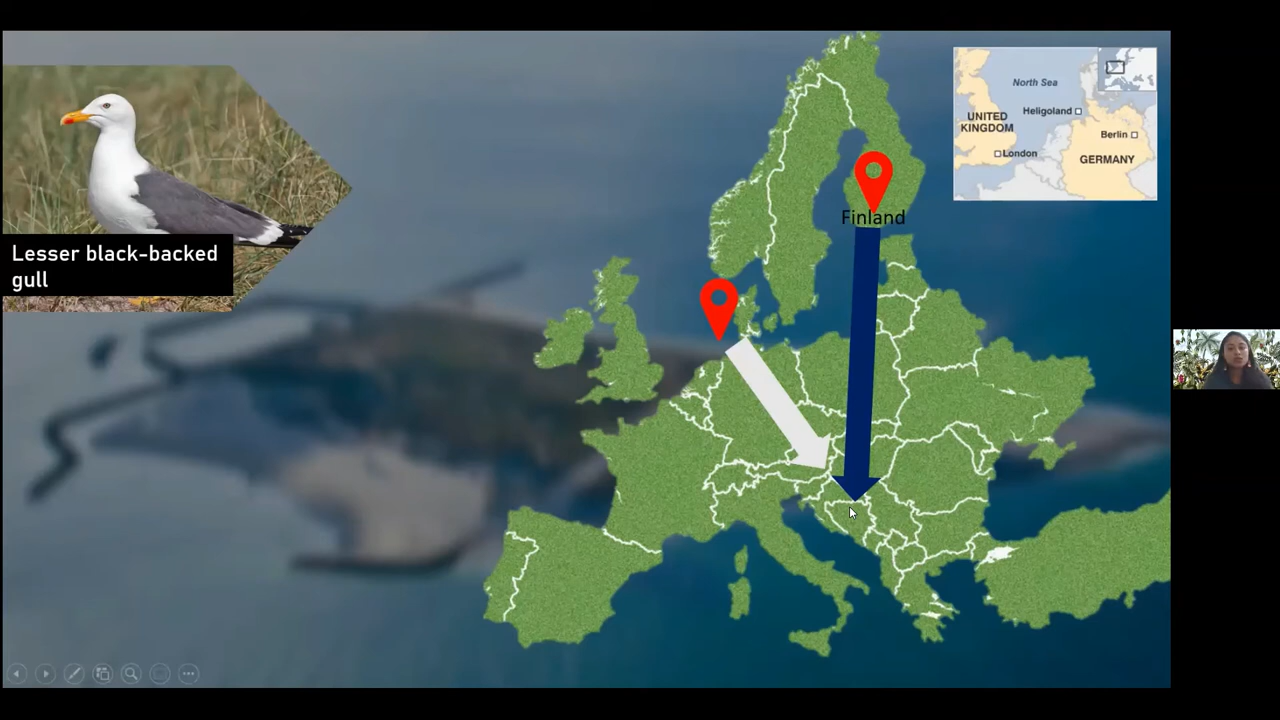 Lesser black-backed
gull
Finland
North Sea
Heligoland
UNITED
KINGDOM
Berlin
London
GERMANY